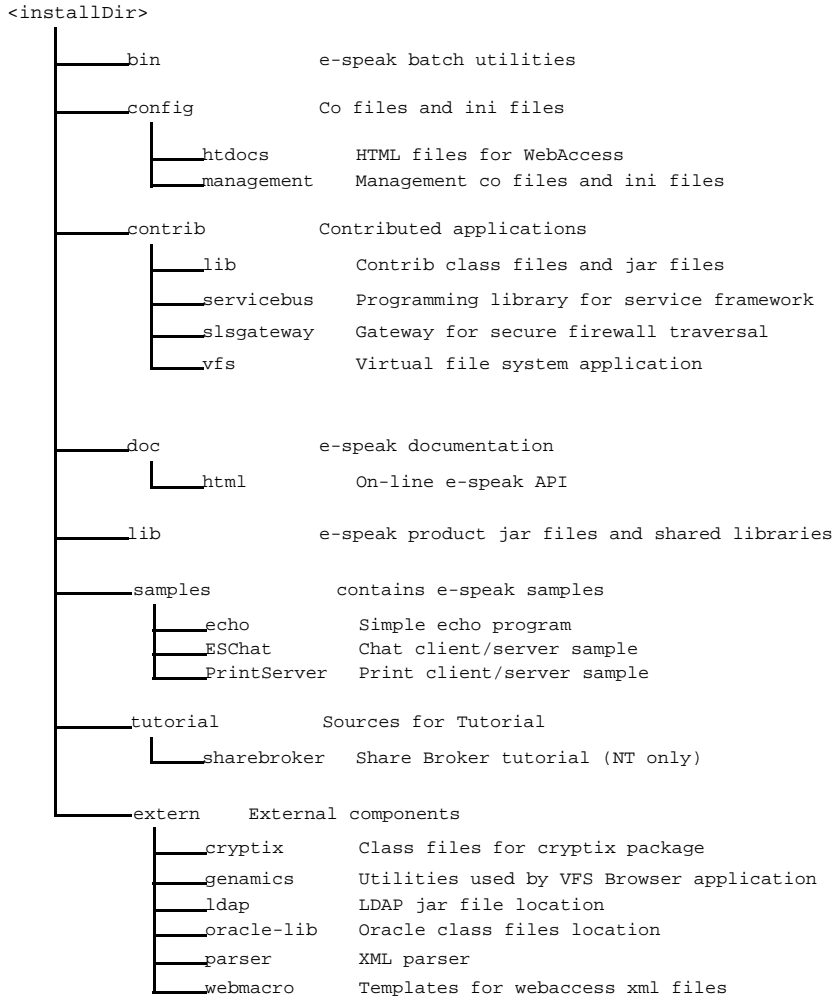 <installDir>
bin e-speak batch utilities
config Co files and ini files
htdocs HTML files for WebAccess
management Management co files and ini files
contrib Contributed applications
lib Contrib class files and jar files
servicebus Programming library for service framework
slsgateway Gateway for secure firewall traversal
vfs Virtual file system application
doc e-speak documentation
html On-line e-speak API
lib e-speak product jar files and shared libraries
samples contains e-speak samples
echo Simple echo program
ESChat Chat client/server sample
PrintServer Print client/server sample
tutorial Sources for Tutorial
sharebroker Share Broker tutorial (NT only)
extern External components
cryptix Class files for cryptix package
genamics Utilities used by VFS Browser application
ldap LDAP jar file location
oracle-lib Oracle class files location
parser XML parser
webmacro Templates for webaccess xml files